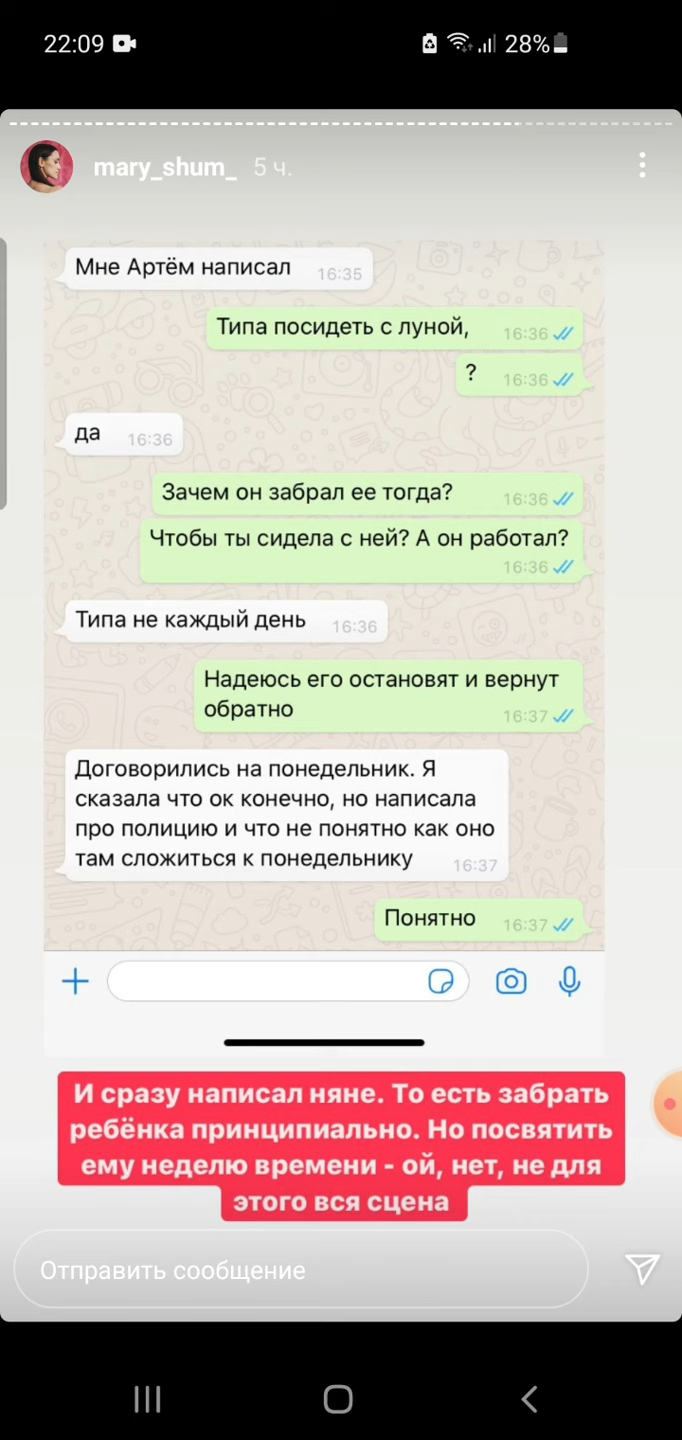 22:09
28%
mary_shum_ 5 ч.
Мне Артём написал 16:35
Типа посидеть с луной, 16:36
? 16:36
да 16:36
Зачем он забрал ее тогда? 16:36
Чтобы ты сидела с ней? А он работал?
16:36
Типа не каждый день 16:36
Надеюсь его остановят и вернут
обратно 16:37
Договорились на понедельник. Я
сказала что ок конечно, но написала
про полицию и что не понятно как оно
там сложиться к понедельнику 16:37
Понятно 16:37
И сразу написал няне. То есть забрать
ребёнка принципиально. Но посвятить
ему неделю времени - ой, нет, не для
этого вся сцена
Отправить сообщение